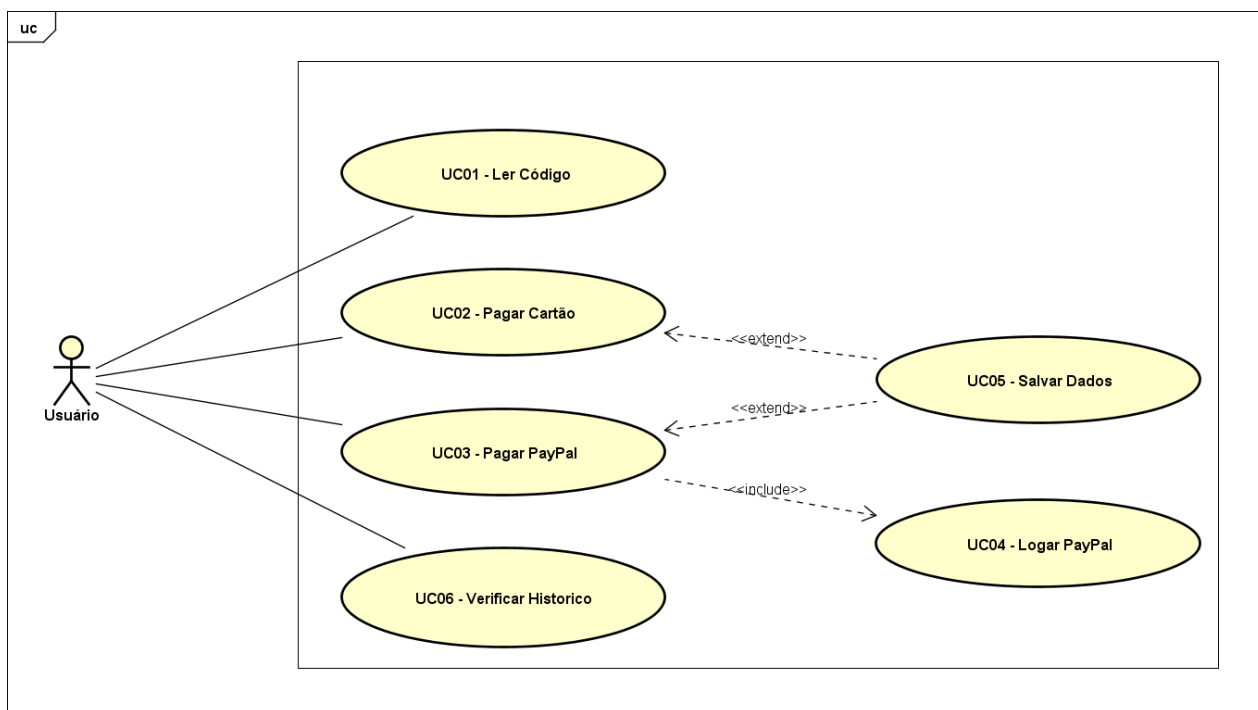 uc
UC01 - Ler Código
UC02 - Pagar Cartão
<<extend>>
UC05 - Salvar Dados
Usuário
<<extend>>
UC03 - Pagar PayPal
<<include>>
UC04 - Logar PayPal
UC06 - Verificar Historico